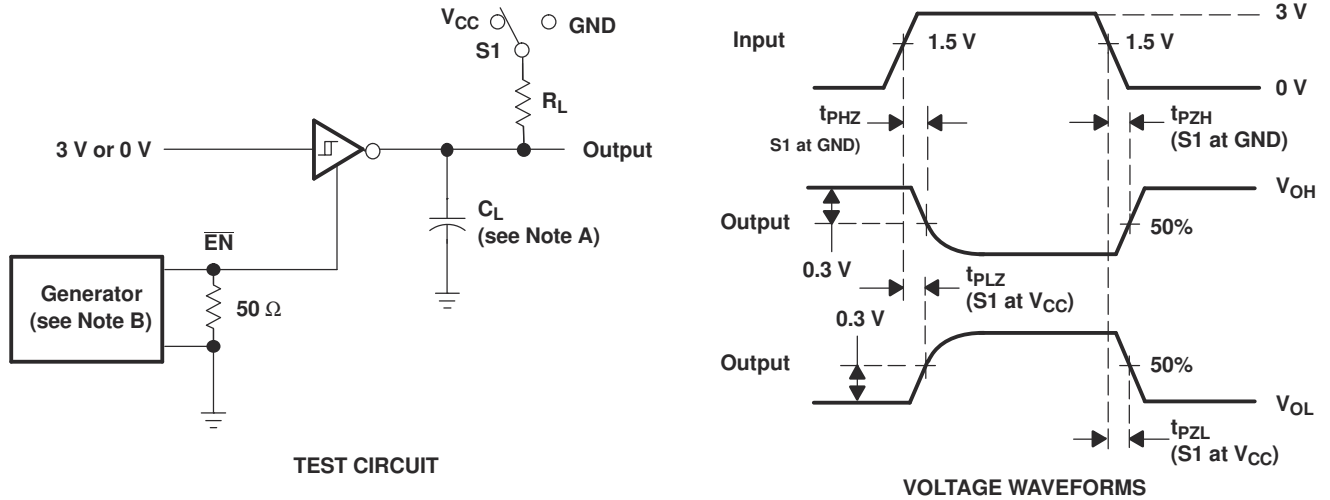 VCC
GND
S1
RL
3 V or 0 V
Output
CL
(see Note A)
EN
Generator
(see Note B)
50 Ω
TEST CIRCUIT
Input
1.5 V
1.5 V
3 V
0 V
tPHZ
S1 at GND)
tPZH
(S1 at GND)
VOH
Output
50%
0.3 V
tPLZ
(S1 at VCC)
0.3 V
Output
50%
VOL
tPZL
(S1 at VCC)
VOLTAGE WAVEFORMS